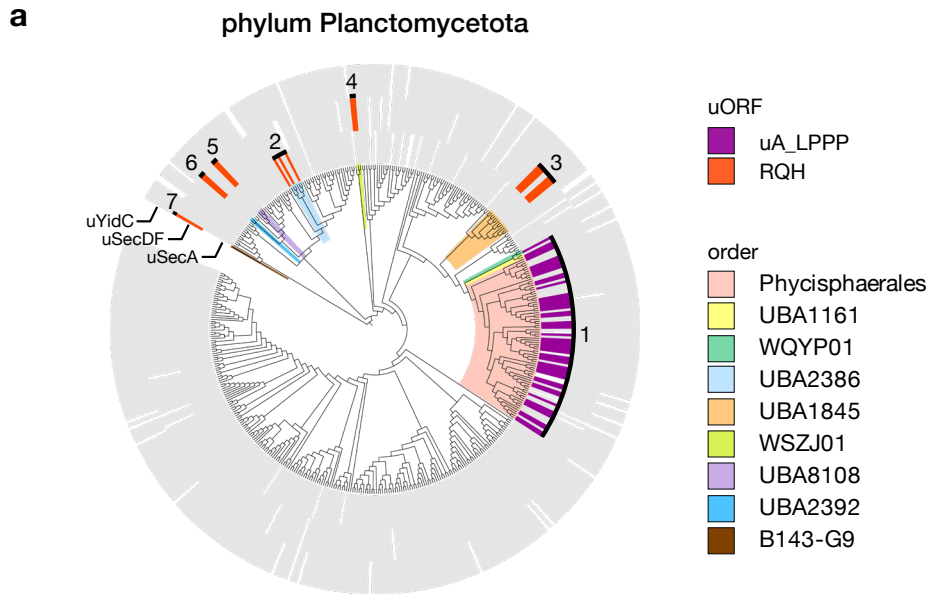 a
phylum Planctomycetota
4
2
5
6
3
7
uYidC
uSecDF
uSecA
1
uORF
uA_LPPP
RQH
order
Phycisphaerales
UBA1161
WQYP01
UBA2386
UBA1845
WSZJ01
UBA8108
UBA2392
B143-G9